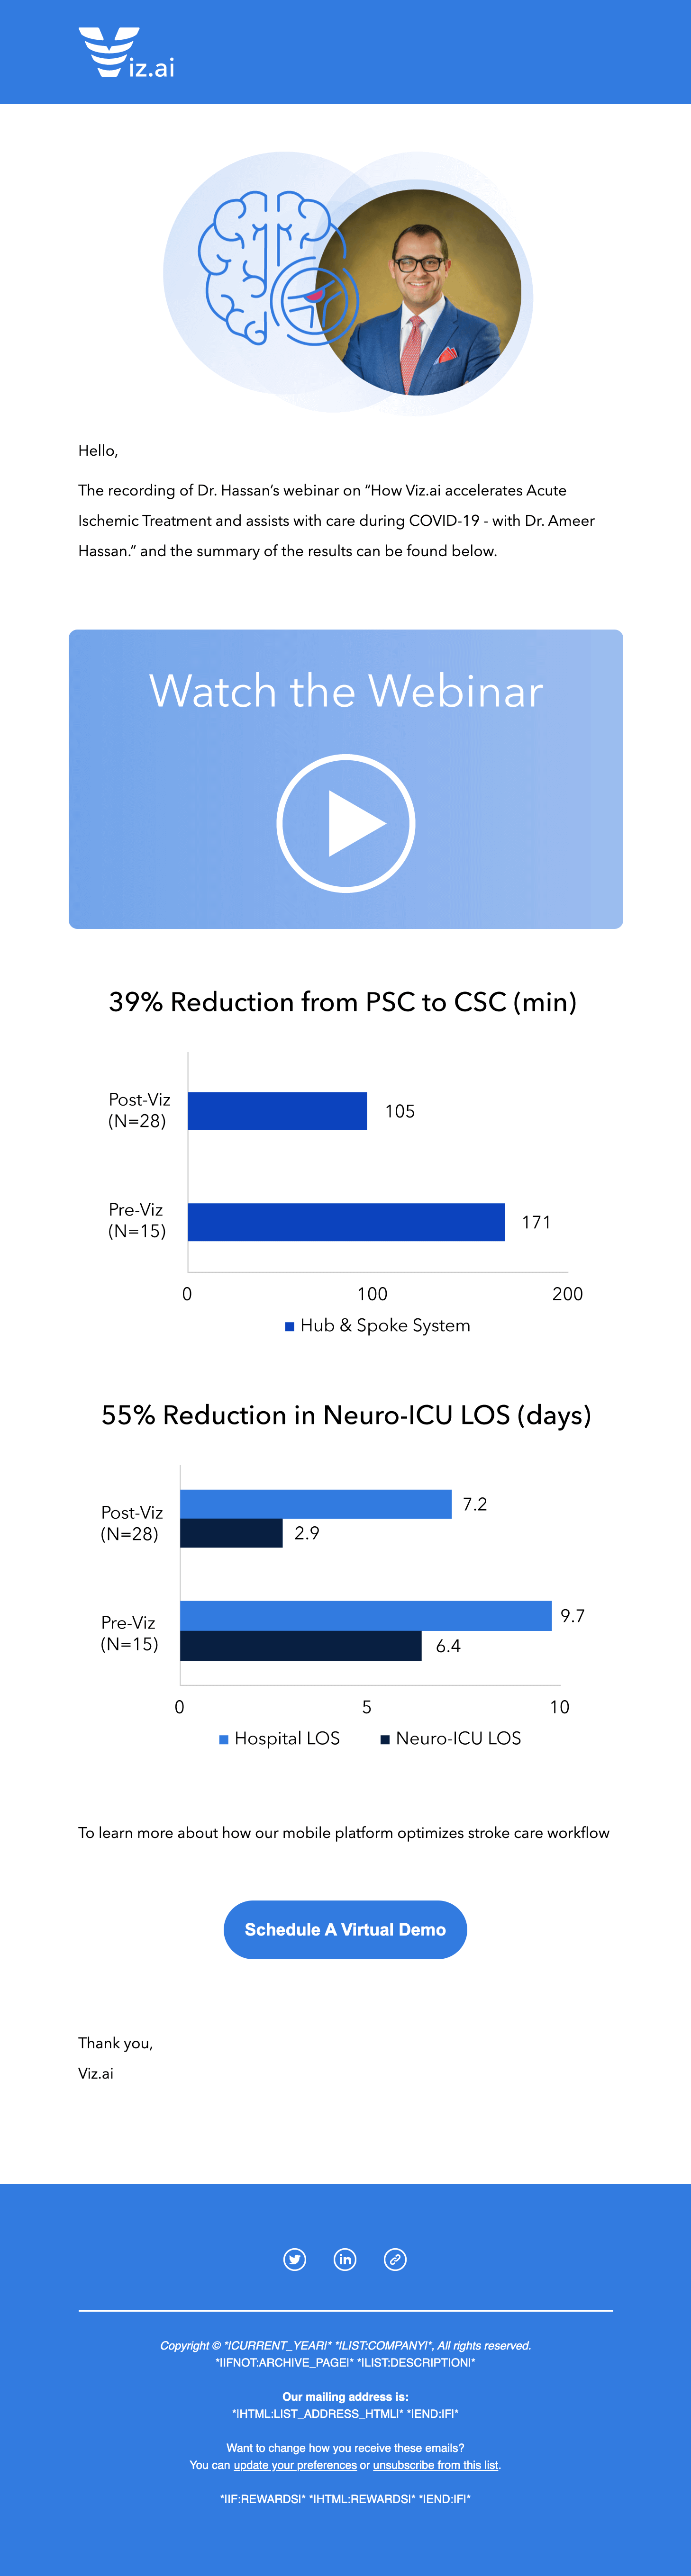 Viz.ai
Hello,
The recording of Dr. Hassan's webinar on "How Viz.ai accelerates Acute
Ischemic Treatment and assists with care during COVID-19 - with Dr. Ameer
Hassan." and the summary of the results can be found below.
Watch the Webinar
39% Reduction from PSC to CSC (min)
Post-Viz
(N=28)
105
Pre-Viz
(N=15)
171
0 100 200
Hub & Spoke System
55% Reduction in Neuro-ICU LOS (days)
Post-Viz
(N=28)
7.2
2.9
Pre-Viz
(N=15)
9.7
6.4
0 5 10
Hospital LOS Neuro-ICU LOS
To learn more about how our mobile platform optimizes stroke care workflow
Schedule A Virtual Demo
Thank you,
Viz.ai
in
Copyright © *|CURRENT_YEAR|* *|LIST:COMPANY|*, All rights reserved.
*|IFNOT:ARCHIVE_PAGE|* *|LIST:DESCRIPTION|*
Our mailing address is:
*|HTML:LIST_ADDRESS_HTML|* *|END:IF|*
Want to change how you receive these emails?
You can update your preferences or unsubscribe from this list.
*|IF:REWARDS|* *|HTML:REWARDS|* *|END:IF|*